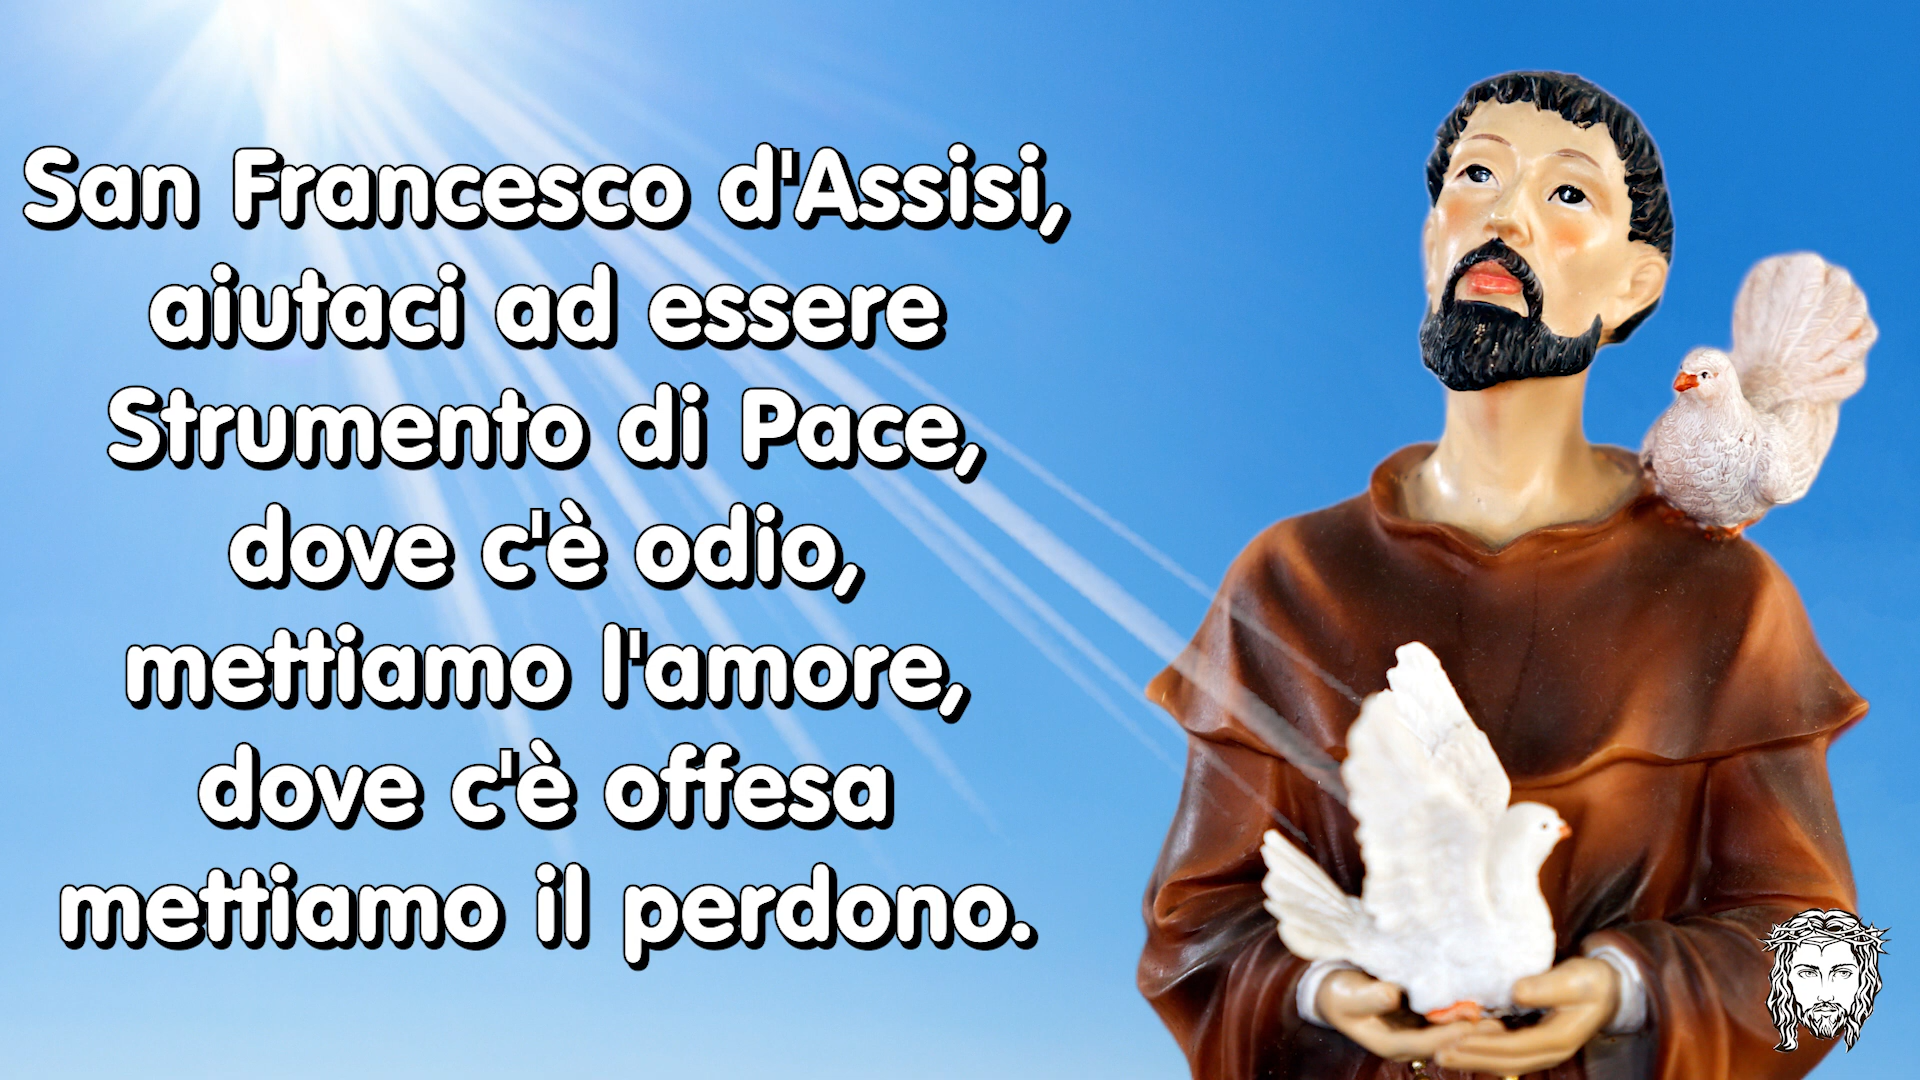 San Francesco d'Assisi,
aiutaci ad essere
Strumento di Pace,
dove c'è odio,
mettiamo l'amore,
dove c'è offesa
mettiamo il perdono.